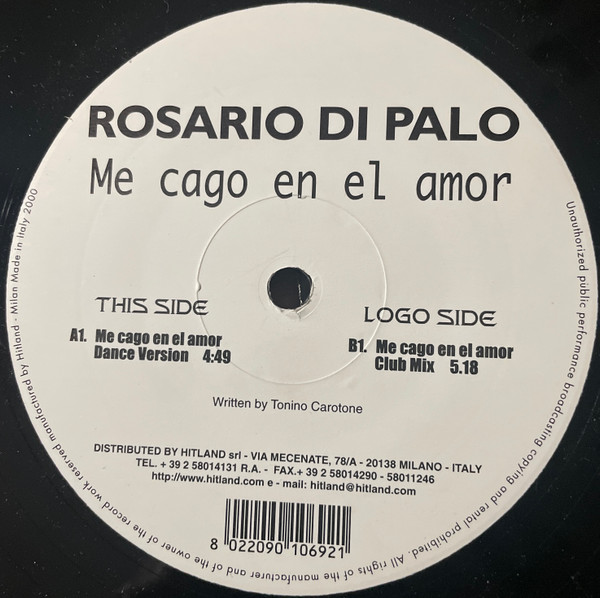 ROSARIO DI PALO
Me cago en el amor
THIS SIDE
A1. Me cago en el amor
Dance Version 4:49
LOGO SIDE
B1. Me cago en el amor
Club Mix 5.18
Written by Tonino Carotone
DISTRIBUTED BY HITLAND srl - VIA MECENATE, 78/A - 20138 MILANO - ITALY
TEL. + 39 2 58014131 R.A. - FAX.+ 39 2 58014290 - 58011246
http://www.hitland.com e - mail: hitland@hitland.com
8 022090 106921
Unauthorized public performance broadcasting copying and rental prohibited. All rights of the manufacturer and of the owner of the record work reserved manufactured by Hitland - Milan Made in Italy 2000